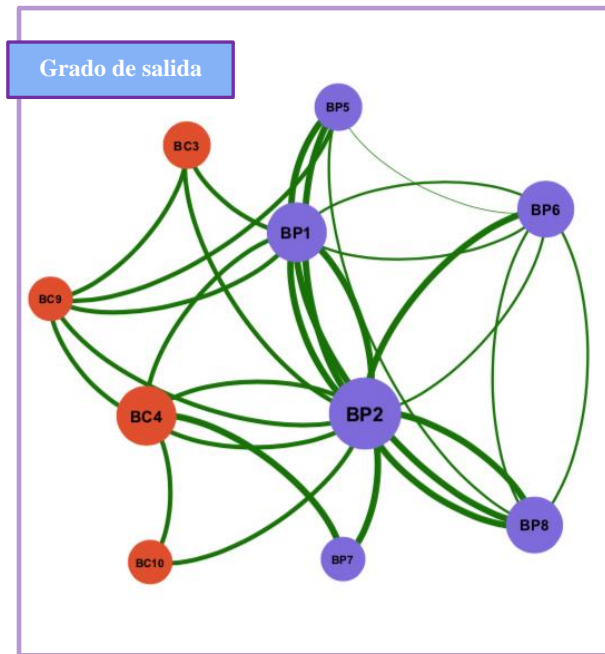 Grado de salida
BP5
BC3
BP6
BP1
BC9
BC4
BP2
BP8
BC10
BP7